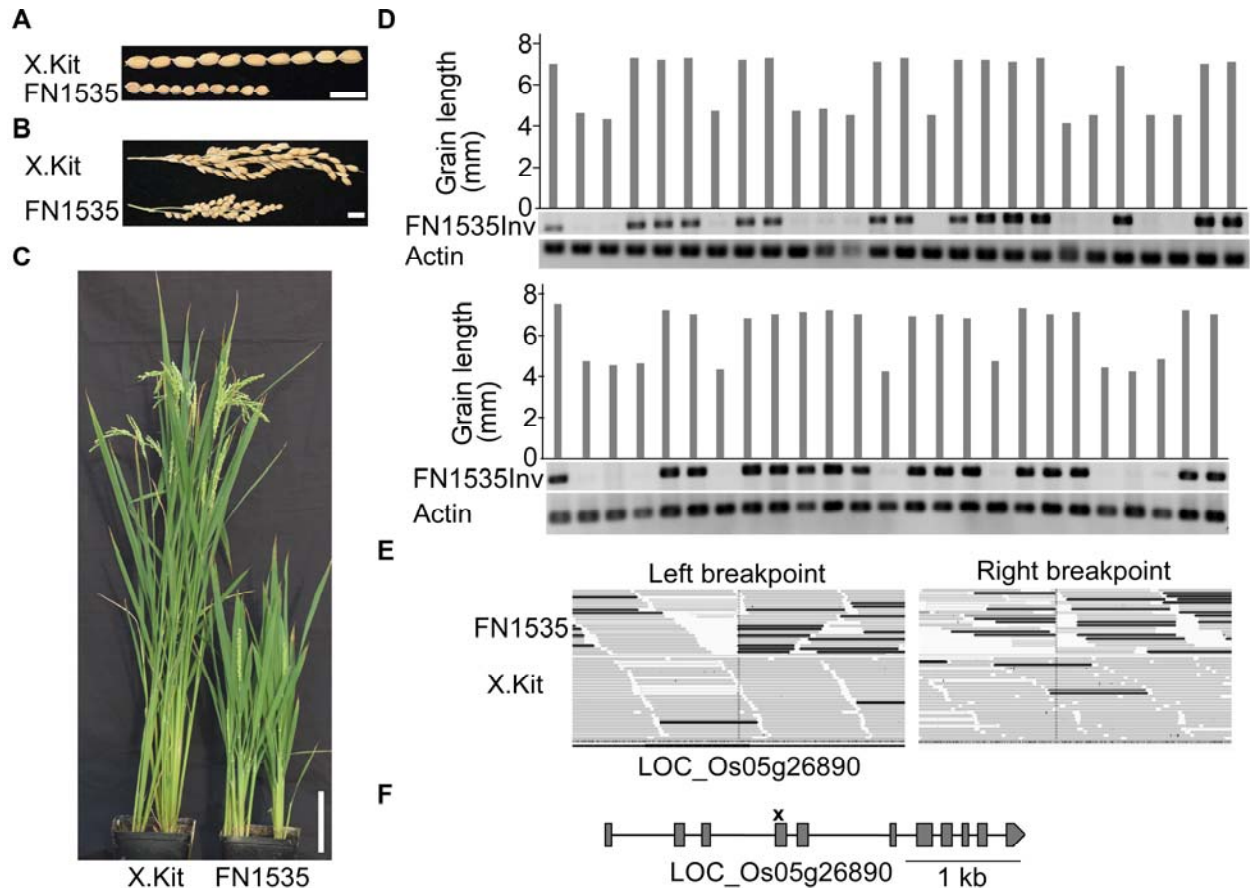 A
X.Kit
FN1535
B
X.Kit
FN1535
C
X.Kit FN1535
D
8
6
4
2
0
Grain length
(mm)
FN1535Inv
Actin
8
6
4
2
0
Grain length
(mm)
FN1535Inv
Actin
E
Left breakpoint Right breakpoint
FN1535
X.Kit
LOC_Os05g26890
F
x
LOC_Os05g26890
1 kb